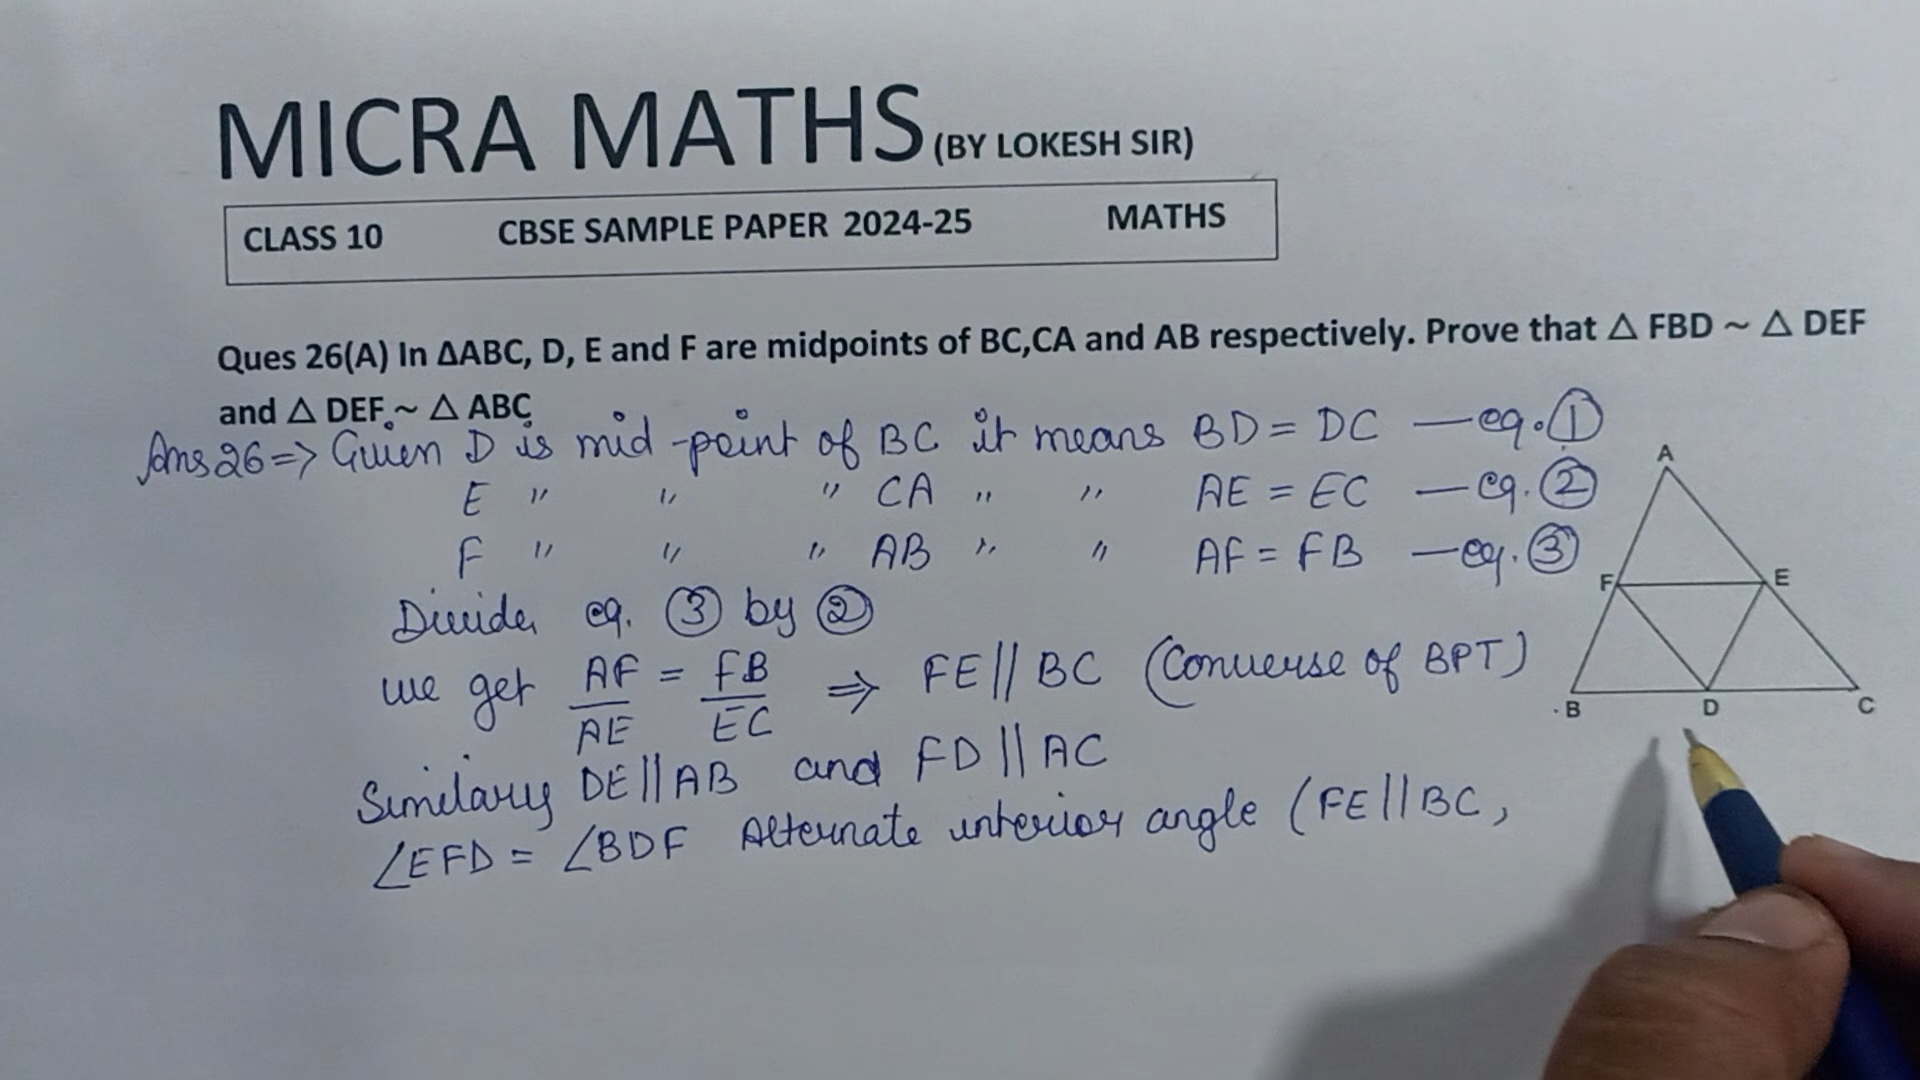 MICRA MATHS (BY LOKESH SIR)
CLASS 10 CBSE SAMPLE PAPER 2024-25 MATHS
Ques 26(A) In ΔABC, D, E and F are midpoints of BC,CA and AB respectively. Prove that △ FBD ~ △ DEF
and △ DEF ~ △ ABC
Ans 26 => Given D is mid-point of BC it means BD = DC — eq. ①
E " " " CA " " AE = EC — eq. ②
F " " " AB " " AF = FB — eq. ③
Divide eq. ③ by ②
we get AF/AE = FB/EC ⇒ FE || BC (Converse of BPT)
Similary DE || AB and FD || AC
∠EFD = ∠BDF Alternate interior angle (FE || BC,
A
F E
B D C